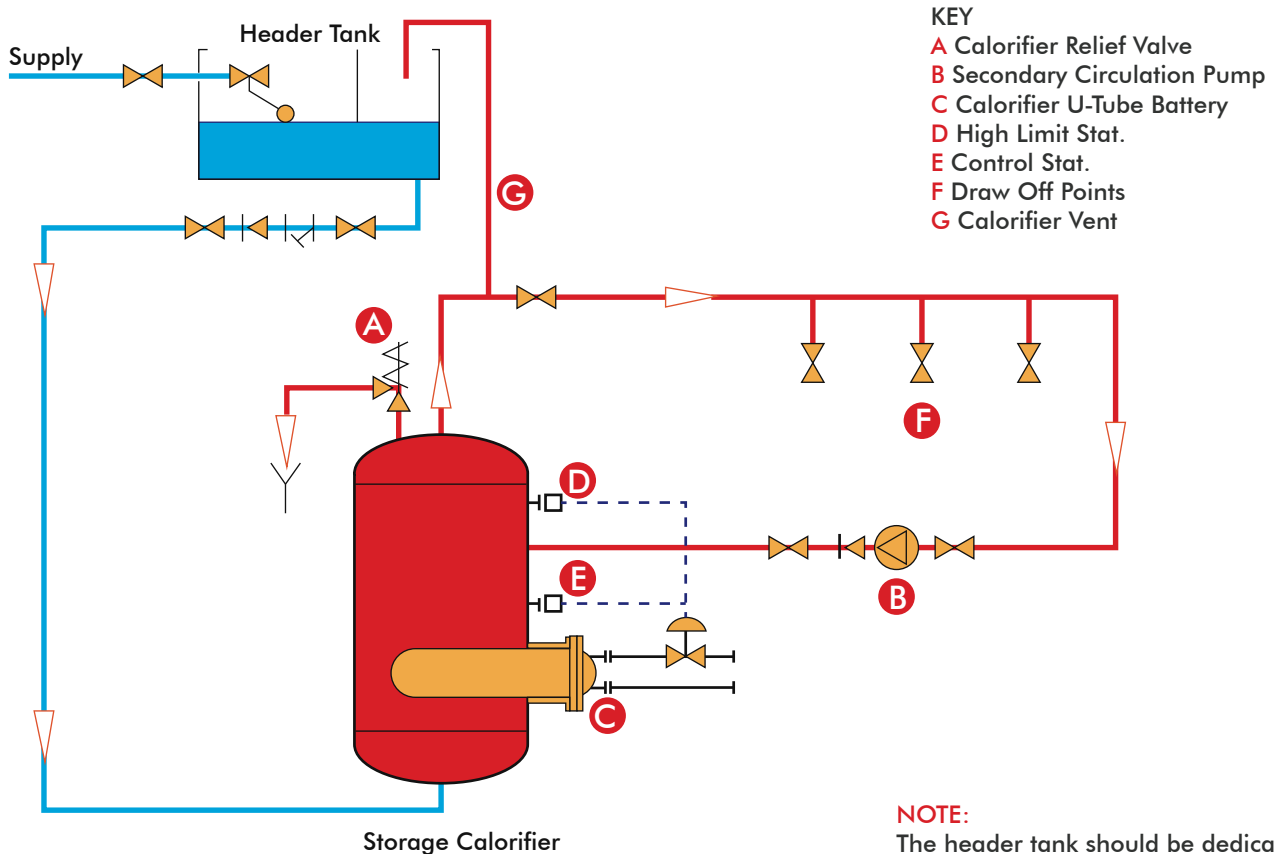 Header Tank
Supply
KEY
A Calorifier Relief Valve
B Secondary Circulation Pump
C Calorifier U-Tube Battery
D High Limit Stat.
E Control Stat.
F Draw Off Points
G Calorifier Vent
G
A
F
D
E
B
C
Storage Calorifier
NOTE:
The header tank should be dedica